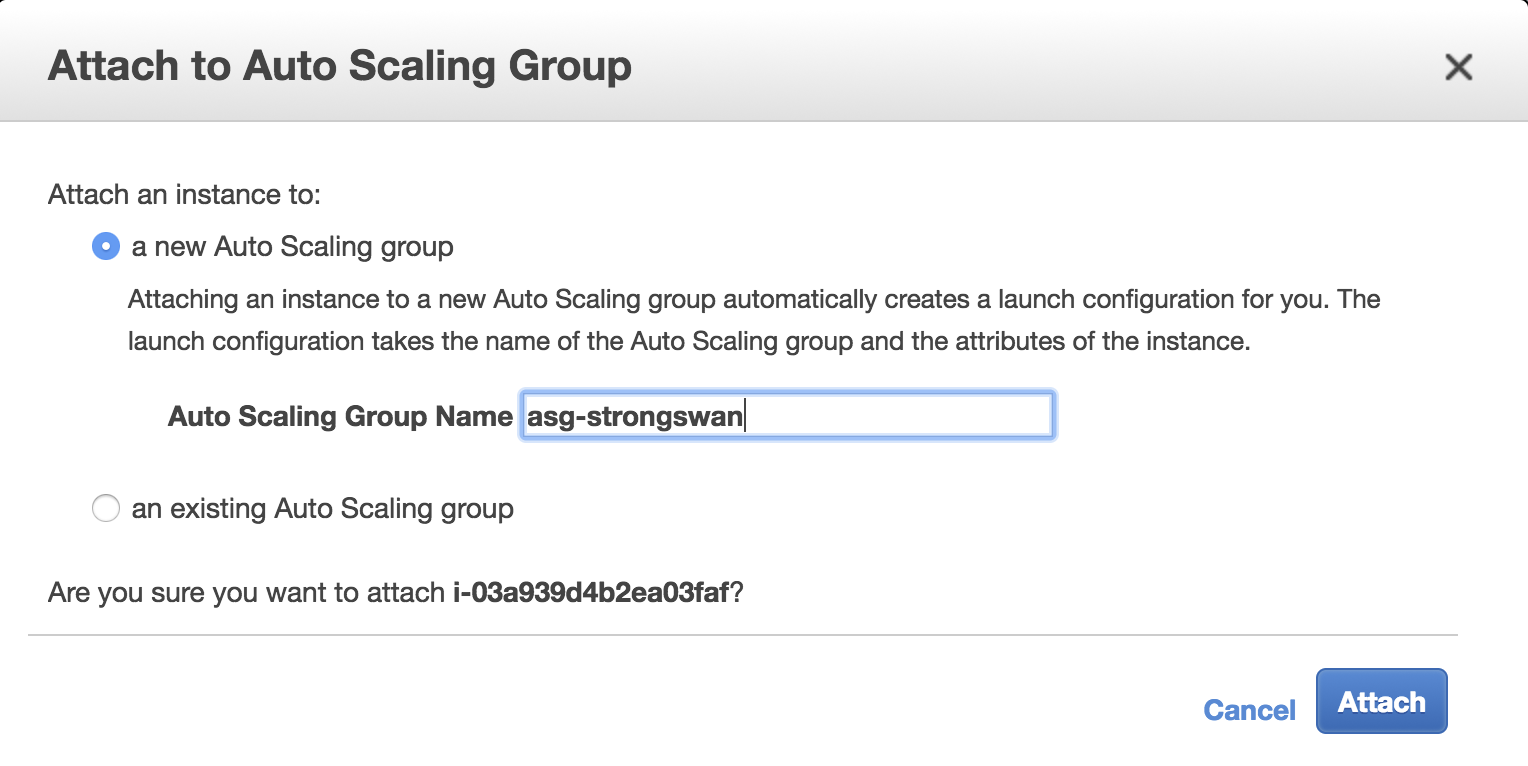 Attach to Auto Scaling Group
Attach an instance to:
a new Auto Scaling group
Attaching an instance to a new Auto Scaling group automatically creates a launch configuration for you. The
launch configuration takes the name of the Auto Scaling group and the attributes of the instance.
Auto Scaling Group Name asg-strongswan
an existing Auto Scaling group
Are you sure you want to attach i-03a939d4b2ea03faf?
Cancel Attach